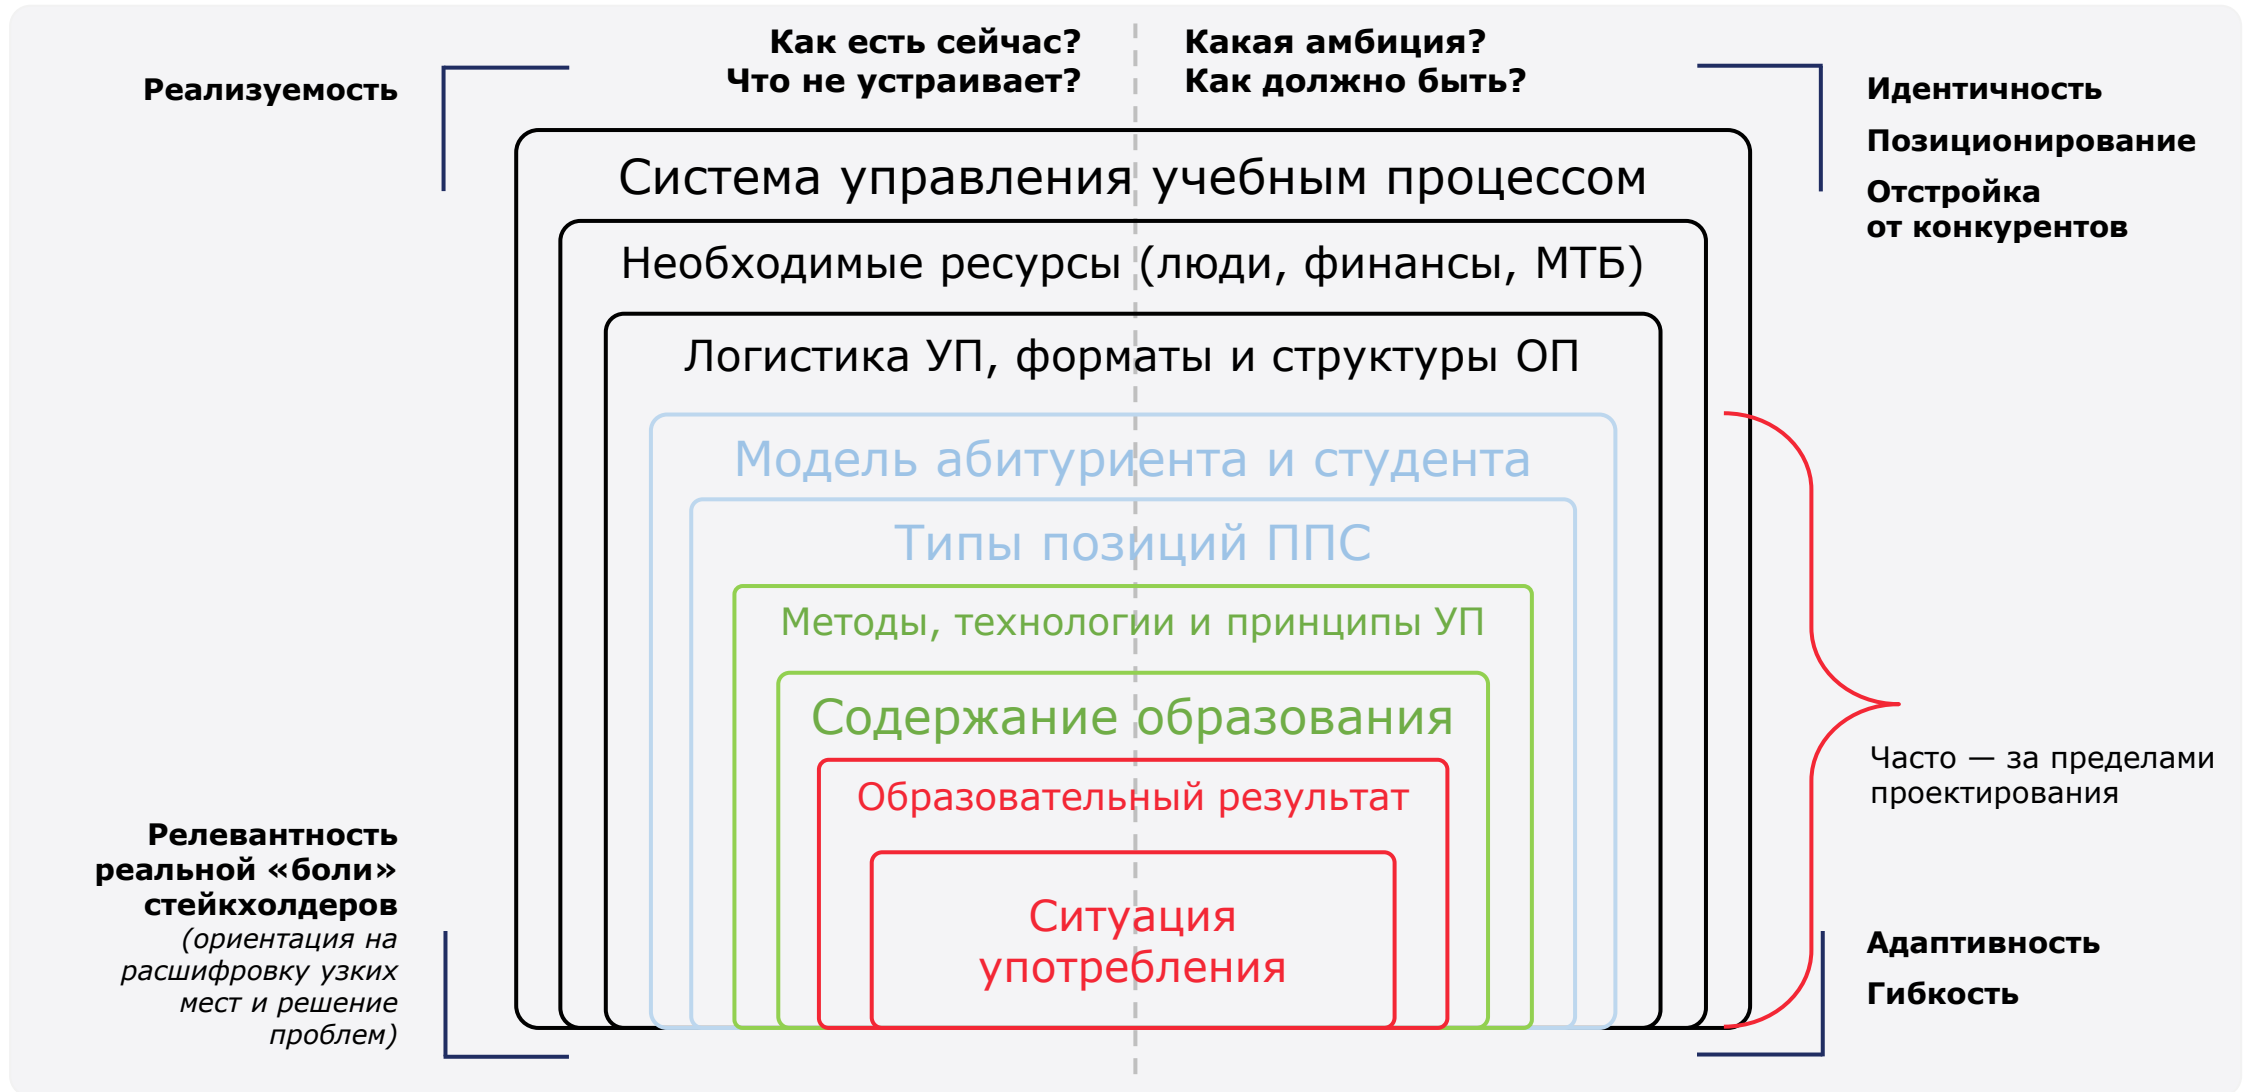 Как есть сейчас?
Что не устраивает?
Какая амбиция?
Как должно быть?
Реализуемость
Идентичность
Позиционирование
Отстройка
от конкурентов
Система управления учебным процессом
Необходимые ресурсы (люди, финансы, МТБ)
Логистика УП, форматы и структуры ОП
Модель абитуриента и студента
Типы позиций ППС
Методы, технологии и принципы УП
Содержание образования
Образовательный результат
Ситуация
употребления
Часто — за пределами
проектирования
Релевантность
реальной «боли»
стейкхолдеров
(ориентация на
расшифровку узких
мест и решение
проблем)
Адаптивность
Гибкость